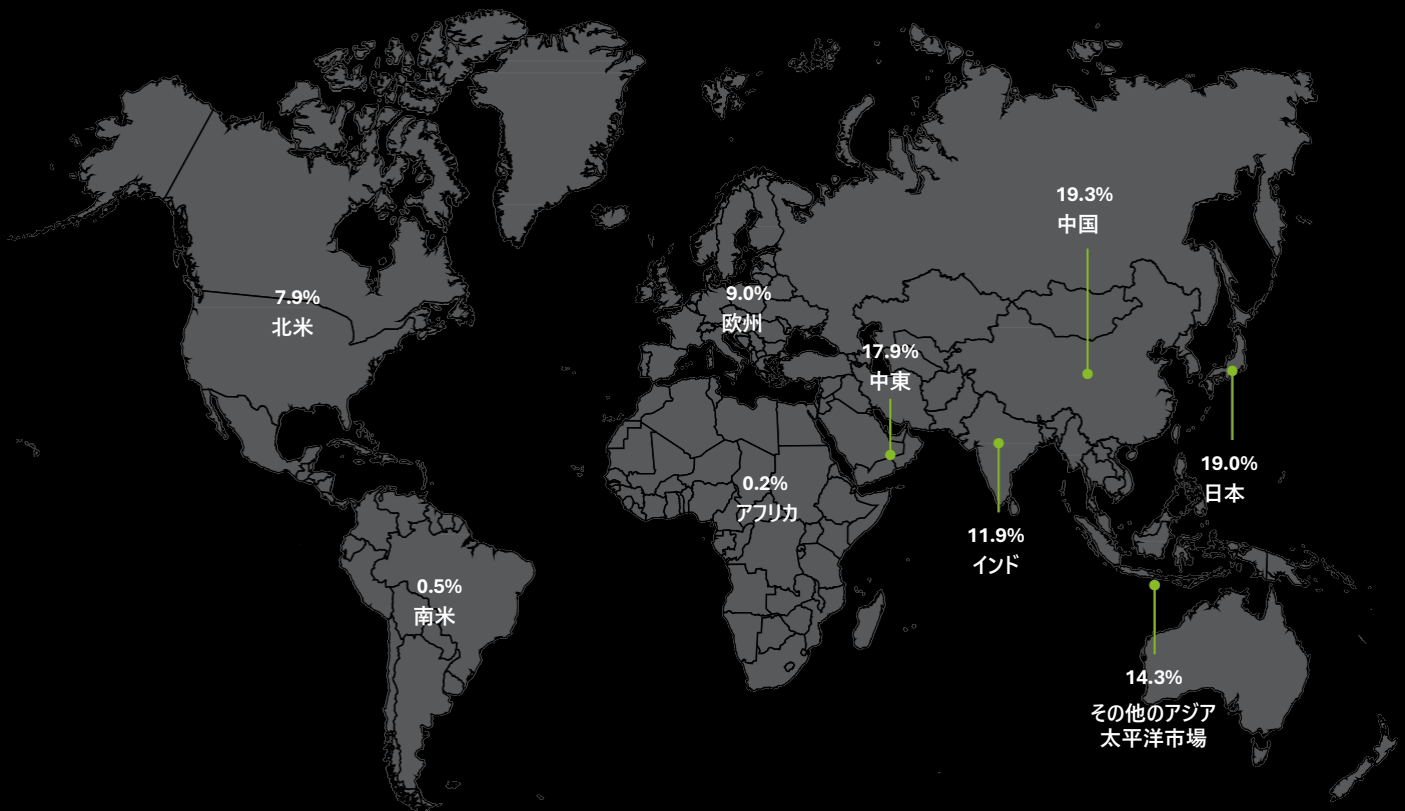 19.3%
中国
7.9%
北米
9.0%
欧州
17.9%
中東
19.0%
日本
0.2%
アフリカ
11.9%
インド
0.5%
南米
14.3%
その他のアジア
太平洋市場